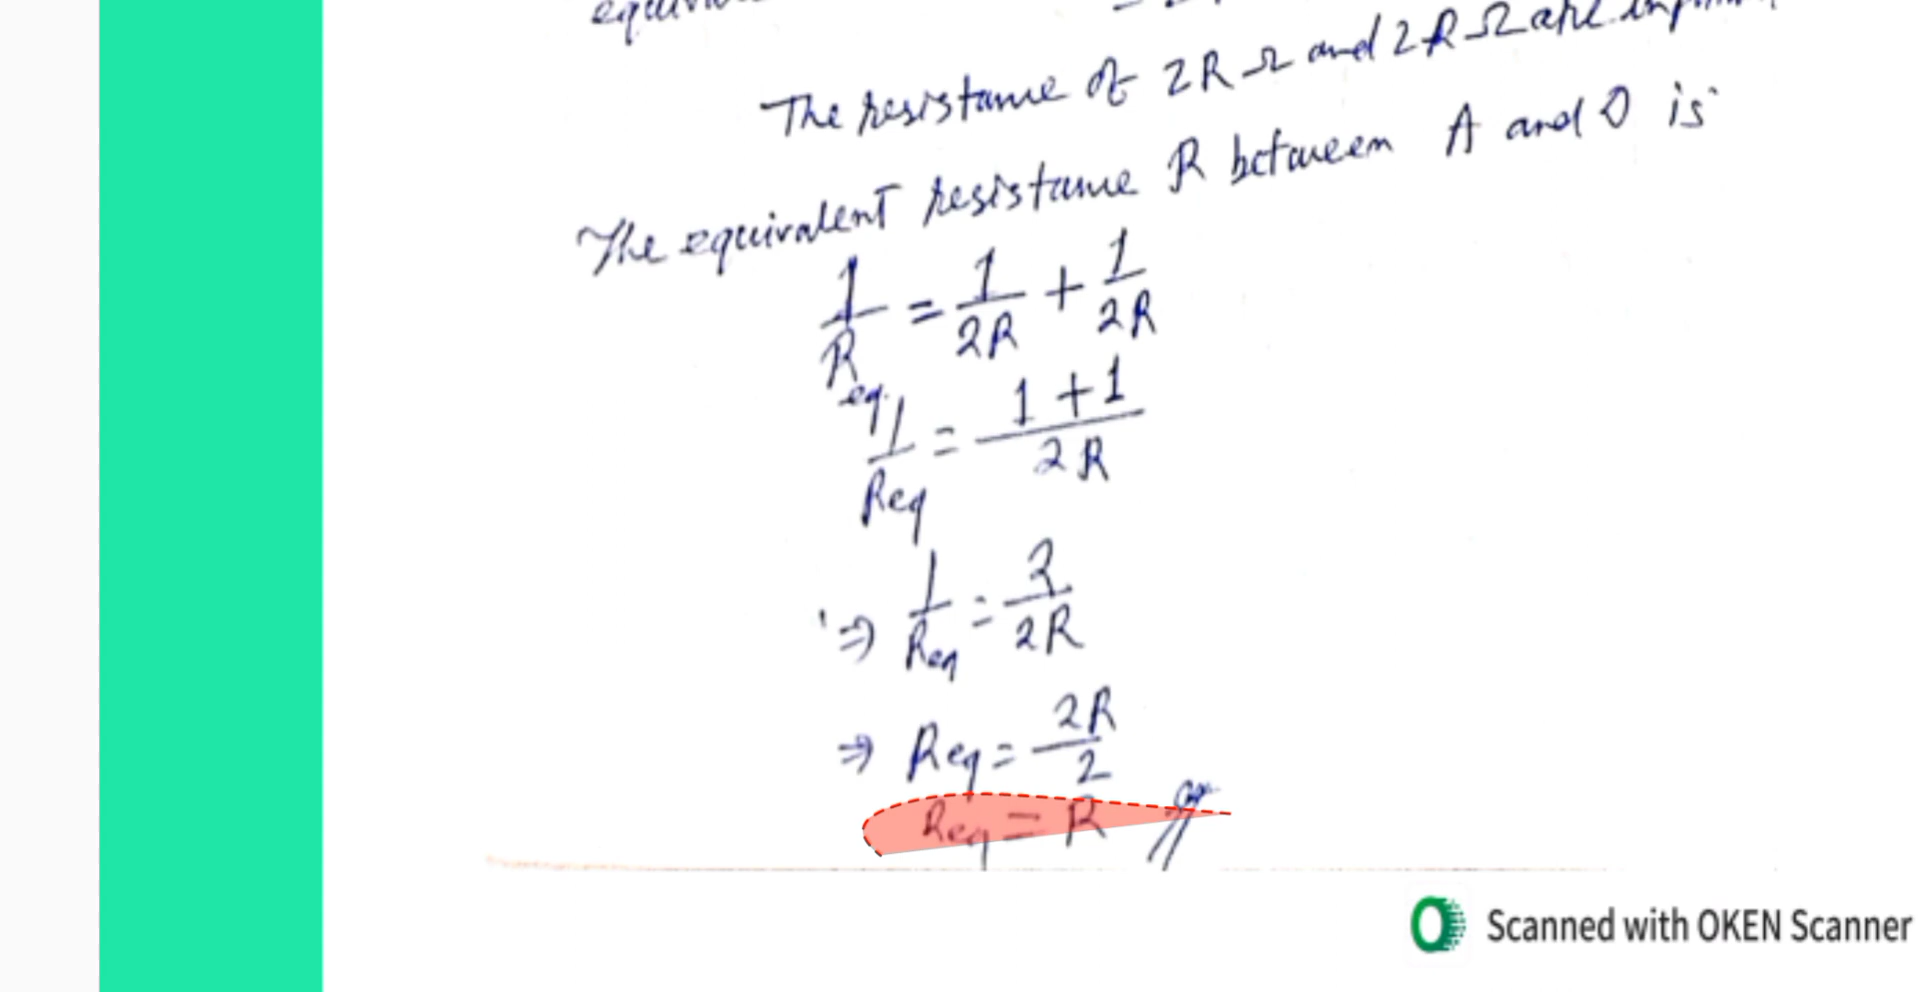 The resistance of 2R Ω and 2R Ω are
The equivalent resistance R between A and O is
1/R eq. = 1/2R + 1/2R
1/Req = 1+1/2R
⇒ 1/Req = 2/2R
⇒ Req = 2R/2
Req = R
Scanned with OKEN Scanner